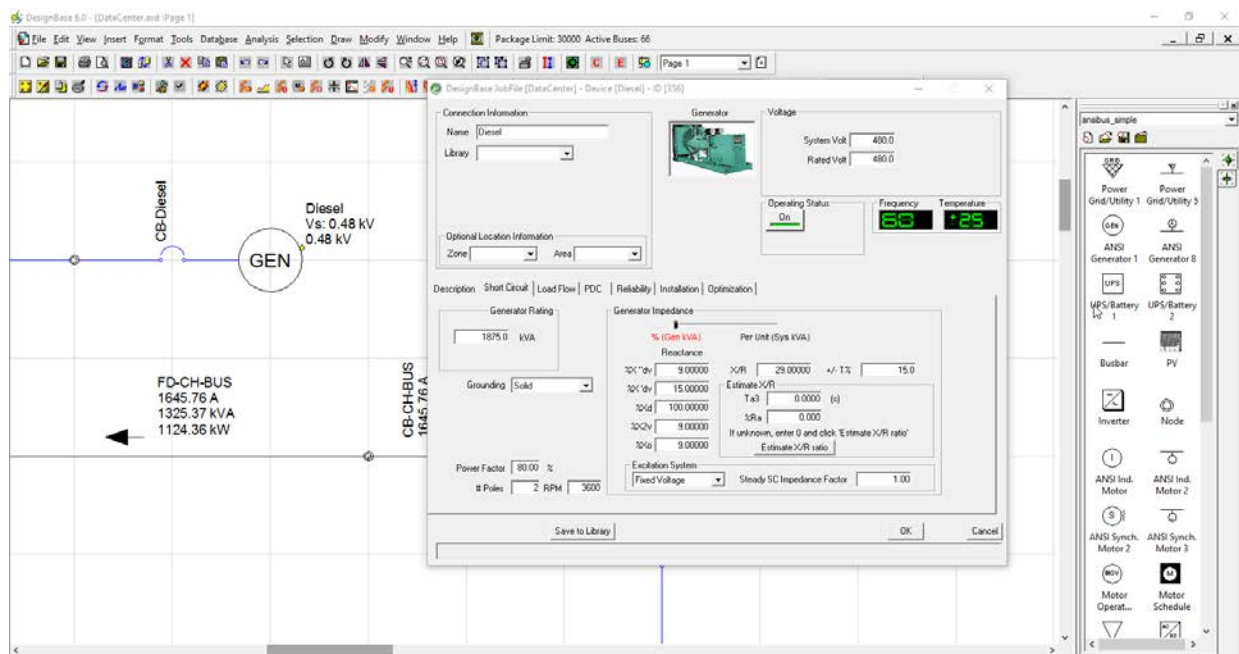 DesignBase 6.0 - [DataCenter.axd :Page 1]
File Edit View Insert Format Tools Database Analysis Selection Draw Modify Window Help Package Limit: 30000 Active Buses: 66
C E Page 1
DesignBase JobFile [DataCenter] - Device [Diesel] - ID [356]
Connection Information
Name Diesel
Library
Optional Location Information
Zone Area
Generator
Voltage
System Volt 480.0
Rated Volt 480.0
Operating Status
On
Frequency
60
Temperature
+25
Description Short Circuit Load Flow PDC Reliability Installation Optimization
Generator Rating
1875.0 kVA
Grounding Solid
Power Factor 80.00 %
# Poles 2 RPM 3600
Generator Impedance
% (Gen kVA) Per Unit (Sys kVA)
Reactance
%X''dv 9.00000 X/R 29.00000 +/- T% 15.0
%X'dv 15.00000
%Xd 100.00000
%X2v 9.00000
%Xo 9.00000
Estimate X/R
Ta3 0.0000 (s)
%Ra 0.000
If unknown, enter 0 and click 'Estimate X/R ratio'
Estimate X/R ratio
Excitation System
Fixed Voltage Steady SC Impedance Factor 1.00
Save to Library OK Cancel
CB-Diesel
GEN
Diesel
Vs: 0.48 kV
0.48 kV
FD-CH-BUS
1645.76 A
1325.37 kVA
1124.36 kW
CB-CH-BUS
1645.76 A
ansibus_simple
GRD
Power Grid/Utility 1
Power Grid/Utility 5
GEN
ANSI Generator 1
ANSI Generator 8
UPS
UPS/Battery 1
UPS/Battery 2
Busbar
PV
Inverter
Node
I
ANSI Ind. Motor
ANSI Ind. Motor 2
S
ANSI Synch. Motor 2
ANSI Synch. Motor 3
MOV
M
Motor Operat...
Motor Schedule